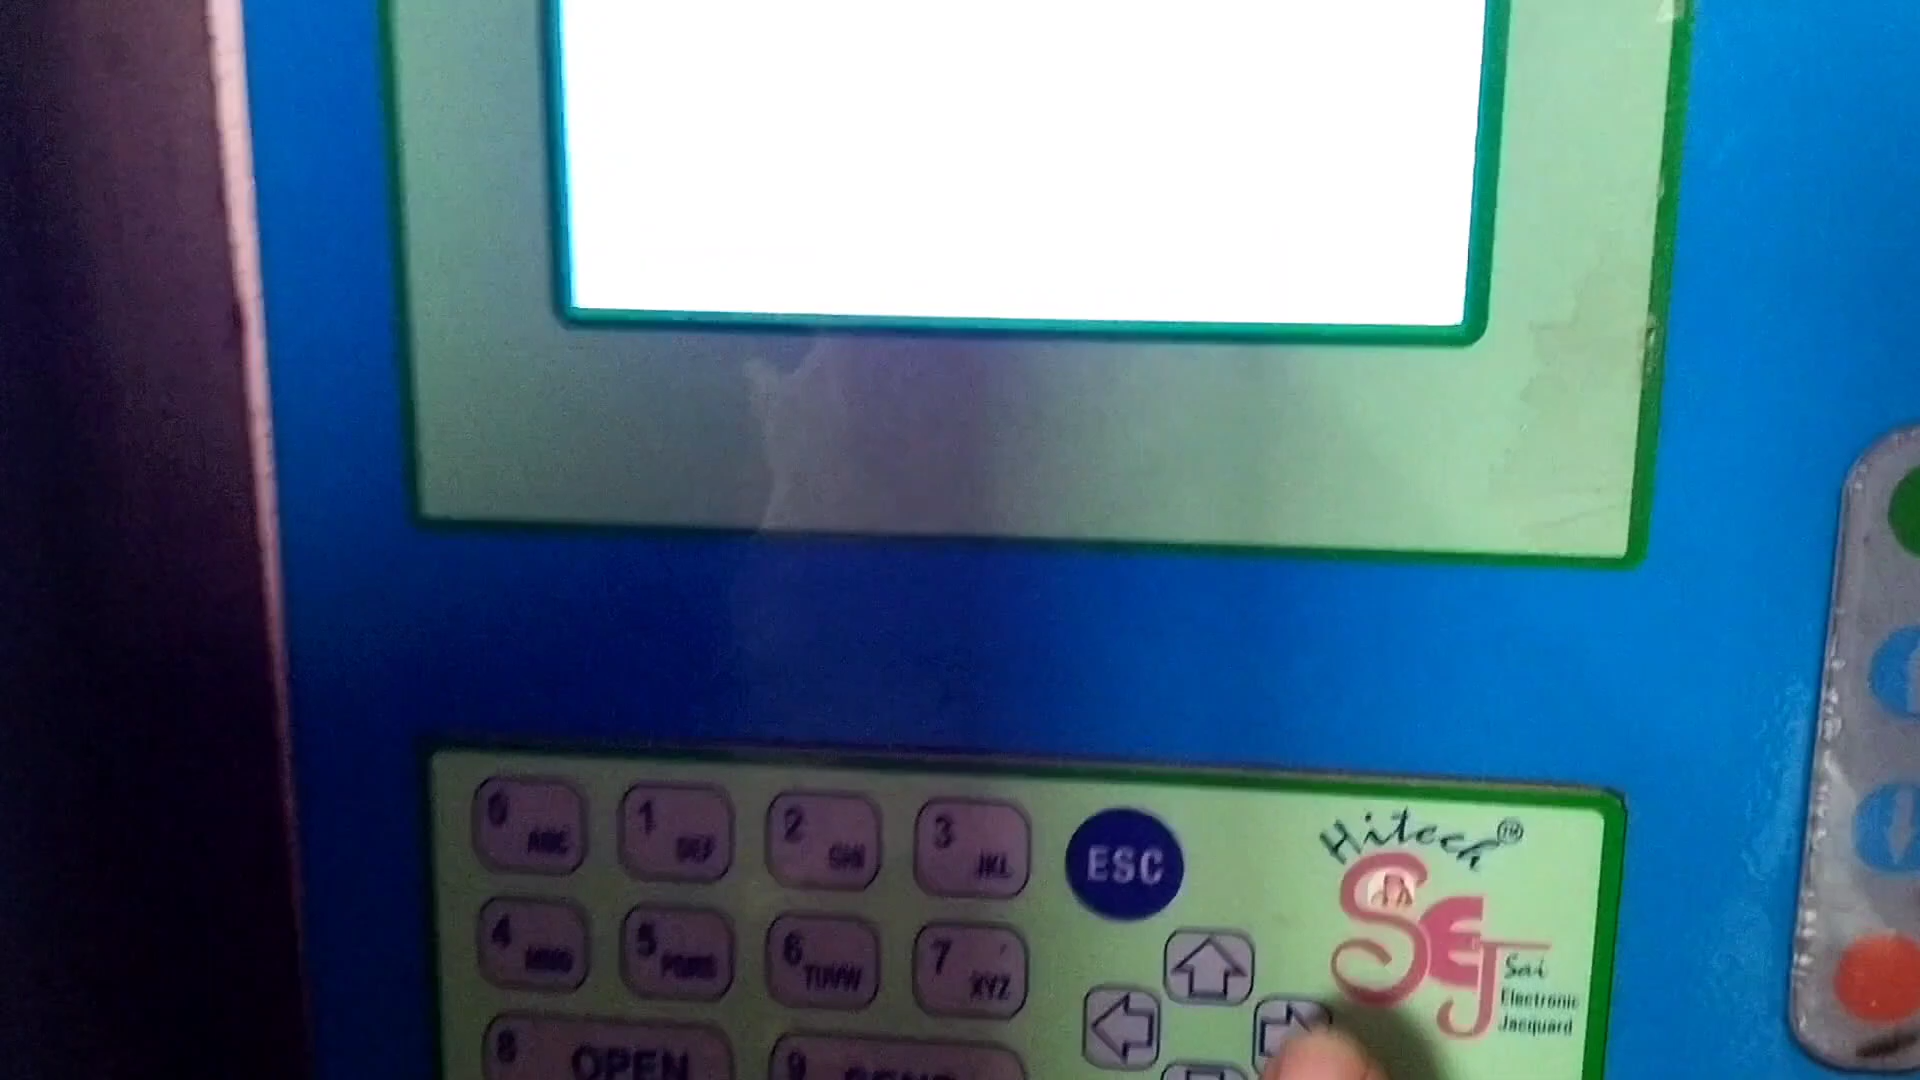 0 ABC
1 DEF
2 GHI
3 JKL
ESC
Hitech®
SEJ
Sai
Electronic
Jacquard
4
5 PQRS
6 TUVW
7 XYZ
8 OPEN
9